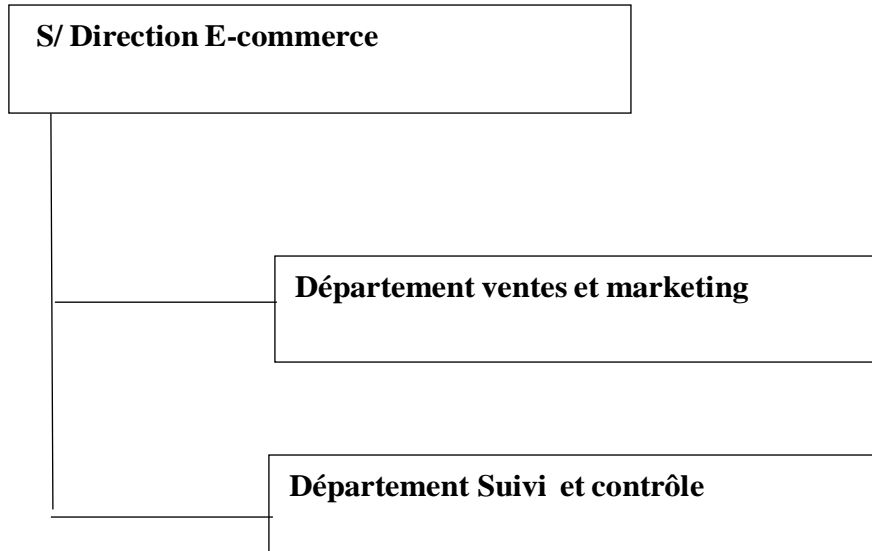 S/ Direction E-commerce
Département ventes et marketing
Département Suivi et contrôle